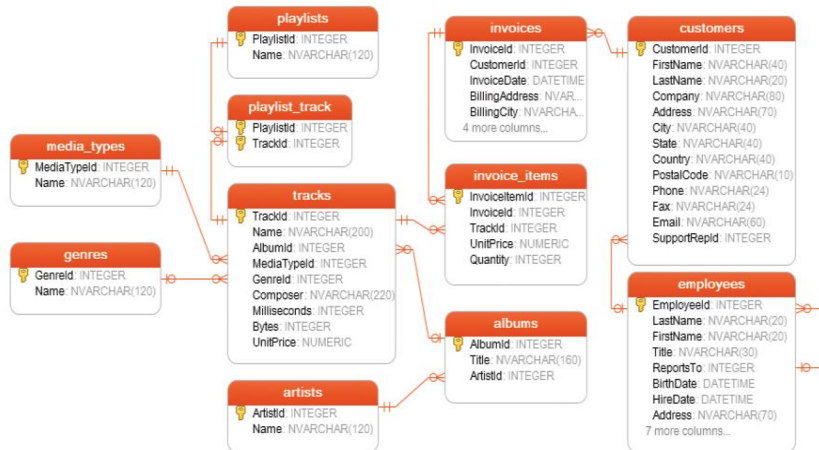 playlists
PlaylistId: INTEGER
Name: NVARCHAR(120)
playlist_track
PlaylistId: INTEGER
TrackId: INTEGER
media_types
MediaTypeId: INTEGER
Name: NVARCHAR(120)
genres
GenreId: INTEGER
Name: NVARCHAR(120)
tracks
TrackId: INTEGER
Name: NVARCHAR(200)
AlbumId: INTEGER
MediaTypeId: INTEGER
GenreId: INTEGER
Composer: NVARCHAR(220)
Milliseconds: INTEGER
Bytes: INTEGER
UnitPrice: NUMERIC
artists
ArtistId: INTEGER
Name: NVARCHAR(120)
invoices
InvoiceId: INTEGER
CustomerId: INTEGER
InvoiceDate: DATETIME
BillingAddress: NVAR...
BillingCity: NVARCHA...
4 more columns...
invoice_items
InvoiceItemId: INTEGER
InvoiceId: INTEGER
TrackId: INTEGER
UnitPrice: NUMERIC
Quantity: INTEGER
albums
AlbumId: INTEGER
Title: NVARCHAR(160)
ArtistId: INTEGER
customers
CustomerId: INTEGER
FirstName: NVARCHAR(40)
LastName: NVARCHAR(20)
Company: NVARCHAR(80)
Address: NVARCHAR(70)
City: NVARCHAR(40)
State: NVARCHAR(40)
Country: NVARCHAR(40)
PostalCode: NVARCHAR(10)
Phone: NVARCHAR(24)
Fax: NVARCHAR(24)
Email: NVARCHAR(60)
SupportRepId: INTEGER
employees
EmployeeId: INTEGER
LastName: NVARCHAR(20)
FirstName: NVARCHAR(20)
Title: NVARCHAR(30)
ReportsTo: INTEGER
BirthDate: DATETIME
HireDate: DATETIME
Address: NVARCHAR(70)
7 more columns...